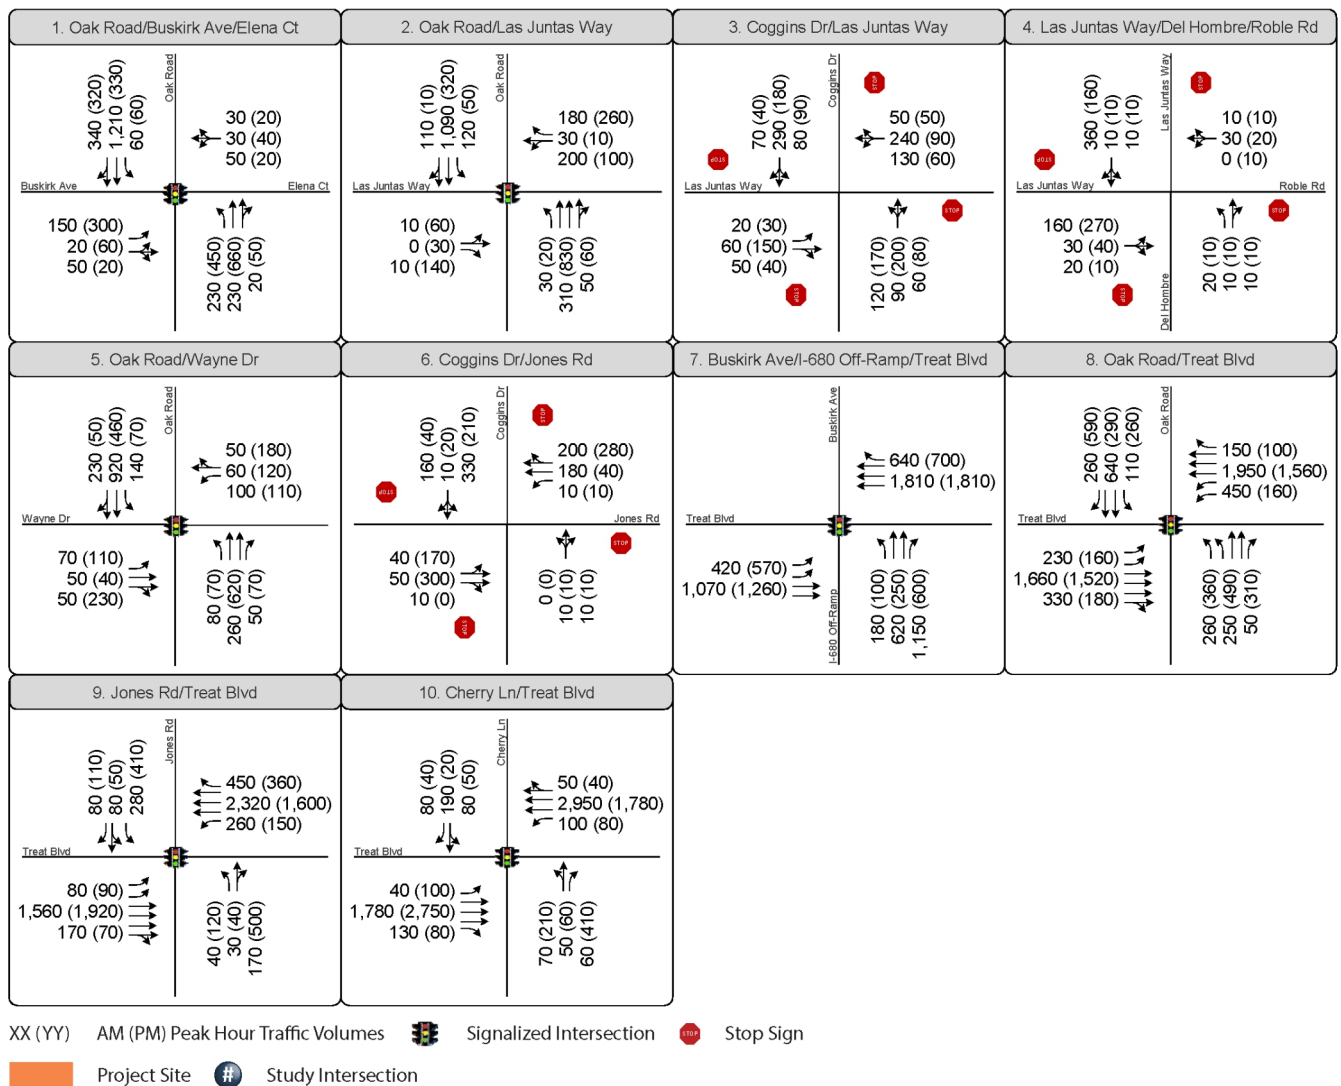 1. Oak Road/Buskirk Ave/Elena Ct
340 (320)
1,210 (330)
60 (60)
Oak Road
30 (20)
30 (40)
50 (20)
Buskirk Ave
Elena Ct
150 (300)
20 (60)
50 (20)
230 (450)
230 (660)
20 (50)
2. Oak Road/Las Juntas Way
110 (10)
1,090 (320)
120 (50)
Oak Road
180 (260)
30 (10)
200 (100)
Las Juntas Way
10 (60)
0 (30)
10 (140)
30 (20)
310 (830)
50 (60)
3. Coggins Dr/Las Juntas Way
70 (40)
290 (180)
80 (90)
Coggins Dr
STOP
50 (50)
240 (90)
130 (60)
STOP
Las Juntas Way
20 (30)
60 (150)
50 (40)
STOP
120 (170)
90 (200)
60 (80)
STOP
4. Las Juntas Way/Del Hombre/Roble Rd
360 (160)
10 (10)
10 (10)
Las Juntas Way
STOP
10 (10)
30 (20)
0 (10)
STOP
Las Juntas Way
Roble Rd
160 (270)
30 (40)
20 (10)
STOP
Del Hombre
20 (10)
10 (10)
10 (10)
STOP
5. Oak Road/Wayne Dr
230 (50)
920 (460)
140 (70)
Oak Road
50 (180)
60 (120)
100 (110)
Wayne Dr
70 (110)
50 (40)
50 (230)
80 (70)
260 (620)
50 (70)
6. Coggins Dr/Jones Rd
160 (40)
10 (20)
330 (210)
Coggins Dr
STOP
200 (280)
180 (40)
10 (10)
STOP
Jones Rd
40 (170)
50 (300)
10 (0)
STOP
0 (0)
10 (10)
10 (10)
STOP
7. Buskirk Ave/I-680 Off-Ramp/Treat Blvd
Buskirk Ave
640 (700)
1,810 (1,810)
Treat Blvd
420 (570)
1,070 (1,260)
I-680 Off-Ramp
180 (100)
620 (250)
1,150 (600)
8. Oak Road/Treat Blvd
260 (590)
640 (290)
110 (260)
Oak Road
150 (100)
1,950 (1,560)
450 (160)
Treat Blvd
230 (160)
1,660 (1,520)
330 (180)
260 (360)
250 (490)
50 (310)
9. Jones Rd/Treat Blvd
80 (110)
80 (50)
280 (410)
Jones Rd
450 (360)
2,320 (1,600)
260 (150)
Treat Blvd
80 (90)
1,560 (1,920)
170 (70)
40 (120)
30 (40)
170 (500)
10. Cherry Ln/Treat Blvd
80 (40)
190 (20)
80 (50)
Cherry Ln
50 (40)
2,950 (1,780)
100 (80)
Treat Blvd
40 (100)
1,780 (2,750)
130 (80)
70 (210)
50 (60)
60 (410)
XX (YY) AM (PM) Peak Hour Traffic Volumes Signalized Intersection STOP Stop Sign
Project Site # Study Intersection